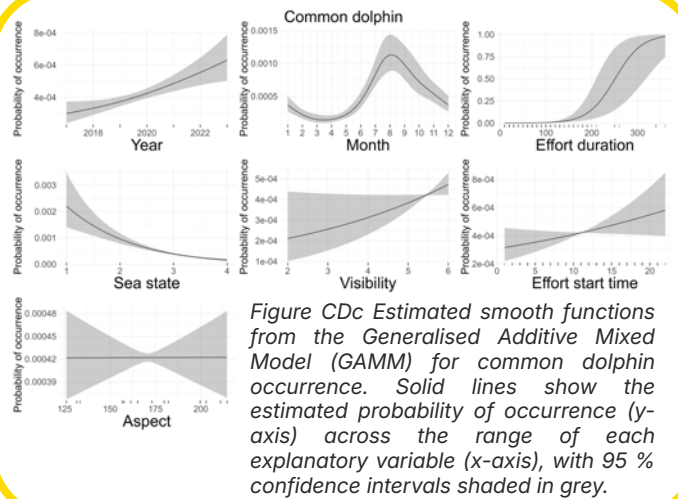 Common dolphin
Probability of occurrence
8e-04
6e-04
4e-04
2018 2020 2022
Year
Probability of occurrence
0.0015
0.0010
0.0005
1 2 3 4 5 6 7 8 9 10 11 12
Month
Probability of occurrence
1.00
0.75
0.50
0.25
0.00
0 100 200 300
Effort duration
Probability of occurrence
0.003
0.002
0.001
0.000
1 2 3 4
Sea state
Probability of occurrence
5e-04
4e-04
3e-04
2e-04
1e-04
2 3 4 5 6
Visibility
Probability of occurrence
8e-04
6e-04
4e-04
2e-04
0 5 10 15 20
Effort start time
Probability of occurrence
0.00048
0.00045
0.00042
0.00039
125 150 175 200
Aspect
Figure CDc Estimated smooth functions
from the Generalised Additive Mixed
Model (GAMM) for common dolphin
occurrence. Solid lines show the
estimated probability of occurrence (y-
axis) across the range of each
explanatory variable (x-axis), with 95 %
confidence intervals shaded in grey.